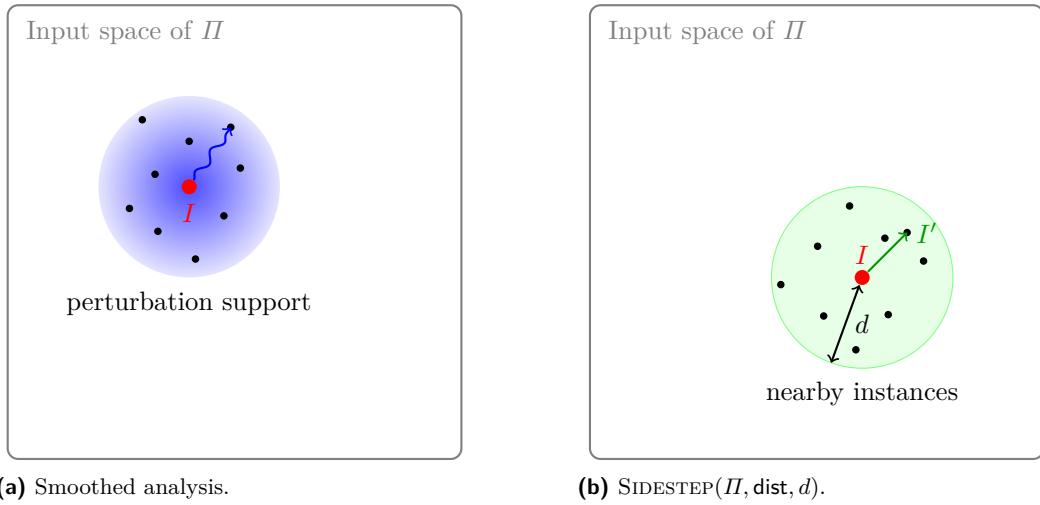 Input space of Π
I
perturbation support
(a) Smoothed analysis.
Input space of Π
I
I′
d
nearby instances
(b) SIDESTEP(Π, dist, d).